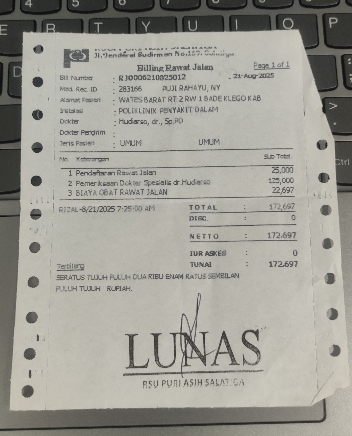 Jl.Jenderal Sudirman No.169. Salatiga
Billing Rawat Jalan
Page 1 of 1
Bill Number : RJ0006210025012
21-Aug-2025
Med. Rec. ID : 283166 PUJI RAHAYU, NY
Alamat Pasien : WATES BARAT RT 2 RW 1 BADE KLEGO KAB
Instalasi : POLIKLINIK PENYAKIT DALAM
Dokter : Hudiarso, dr., Sp.PD
Dokter Pengirim :
Jenis Pasien : UMUM UMUM
No. Keterangan Sub Total
1 Pendaftaran Rawat Jalan 25,000
2 Pemeriksaan Dokter Spesialis dr.Hudiarso 125,000
3 BIAYA OBAT RAWAT JALAN 22,697
RIZAL-8/21/2025 7:25:00 AM
TOTAL : 172,697
DISC. : 0
NETTO : 172,697
IUR ASKES : 0
TUNAI : 172,697
Terbilang
SERATUS TUJUH PULUH DUA RIBU ENAM RATUS SEMBILAN
PULUH TUJUH RUPIAH.
LUNAS
RSU PURI ASIH SALATIGA
E
R
T
Y
U
I
O
P